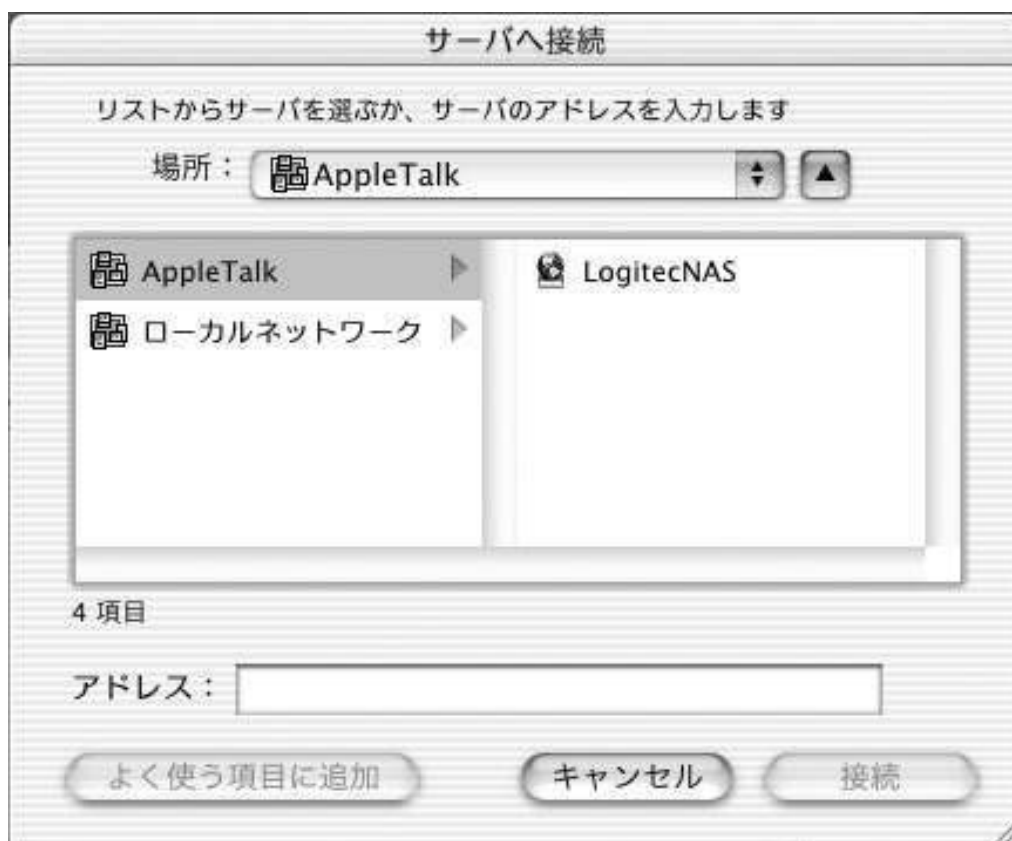 サーバへ接続
リストからサーバを選ぶか、サーバのアドレスを入力します
場所：
AppleTalk
AppleTalk
LogitecNAS
ローカルネットワーク
4 項目
アドレス：
よく使う項目に追加
キャンセル
接続